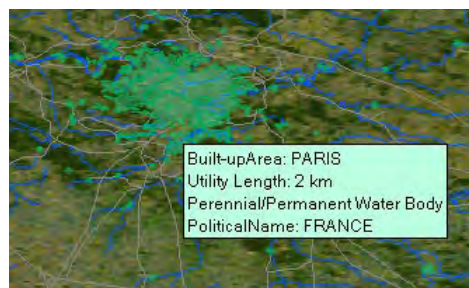 Built-upArea: PARIS
Utility Length: 2 km
Perennial/Permanent Water Body
PoliticalName: FRANCE